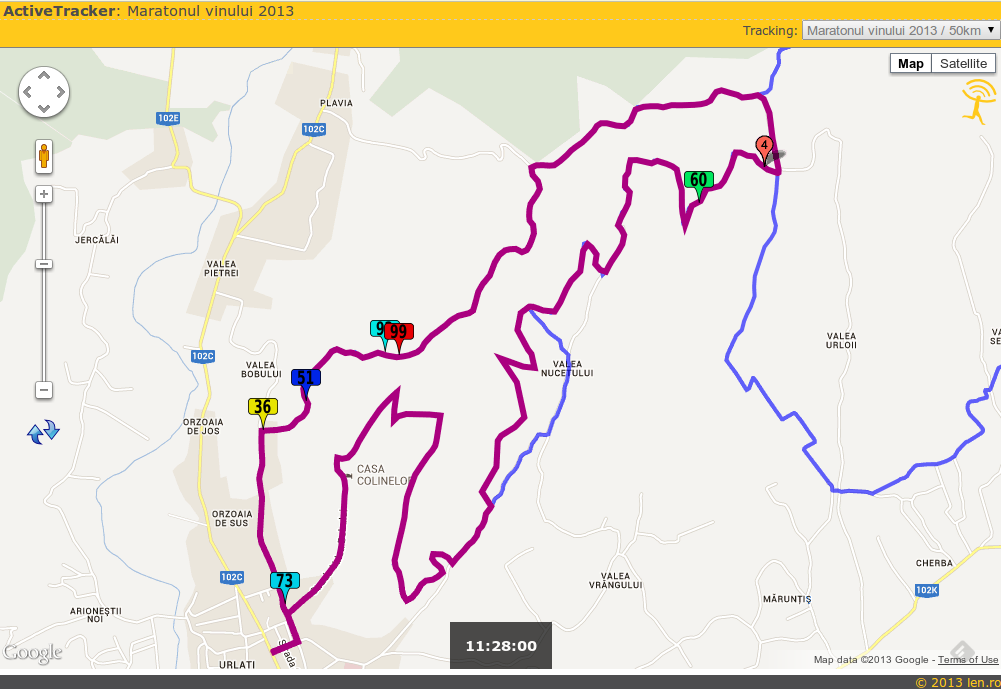 ActiveTracker: Maratonul vinului 2013
Tracking: Maratonul vinului 2013 / 50km
Map Satellite
PLAVIA
102E
102C
4
60
JERCĂLĂI
VALEA
PIETREI
99
102C
VALEA
BOBULUI
51
VALEA
NUCETULUI
VALEA
URLOII
36
ORZOAIA
DE JOS
CASA
COLINELOR
ORZOAIA
DE SUS
73
102C
VALEA
VRÂNGULUI
CHERBA
102K
MĂRUNȚIȘ
ARIONEȘTII
NOI
11:28:00
Google
URLAȚI
Map data ©2013 Google - Terms of Use
© 2013 len.ro